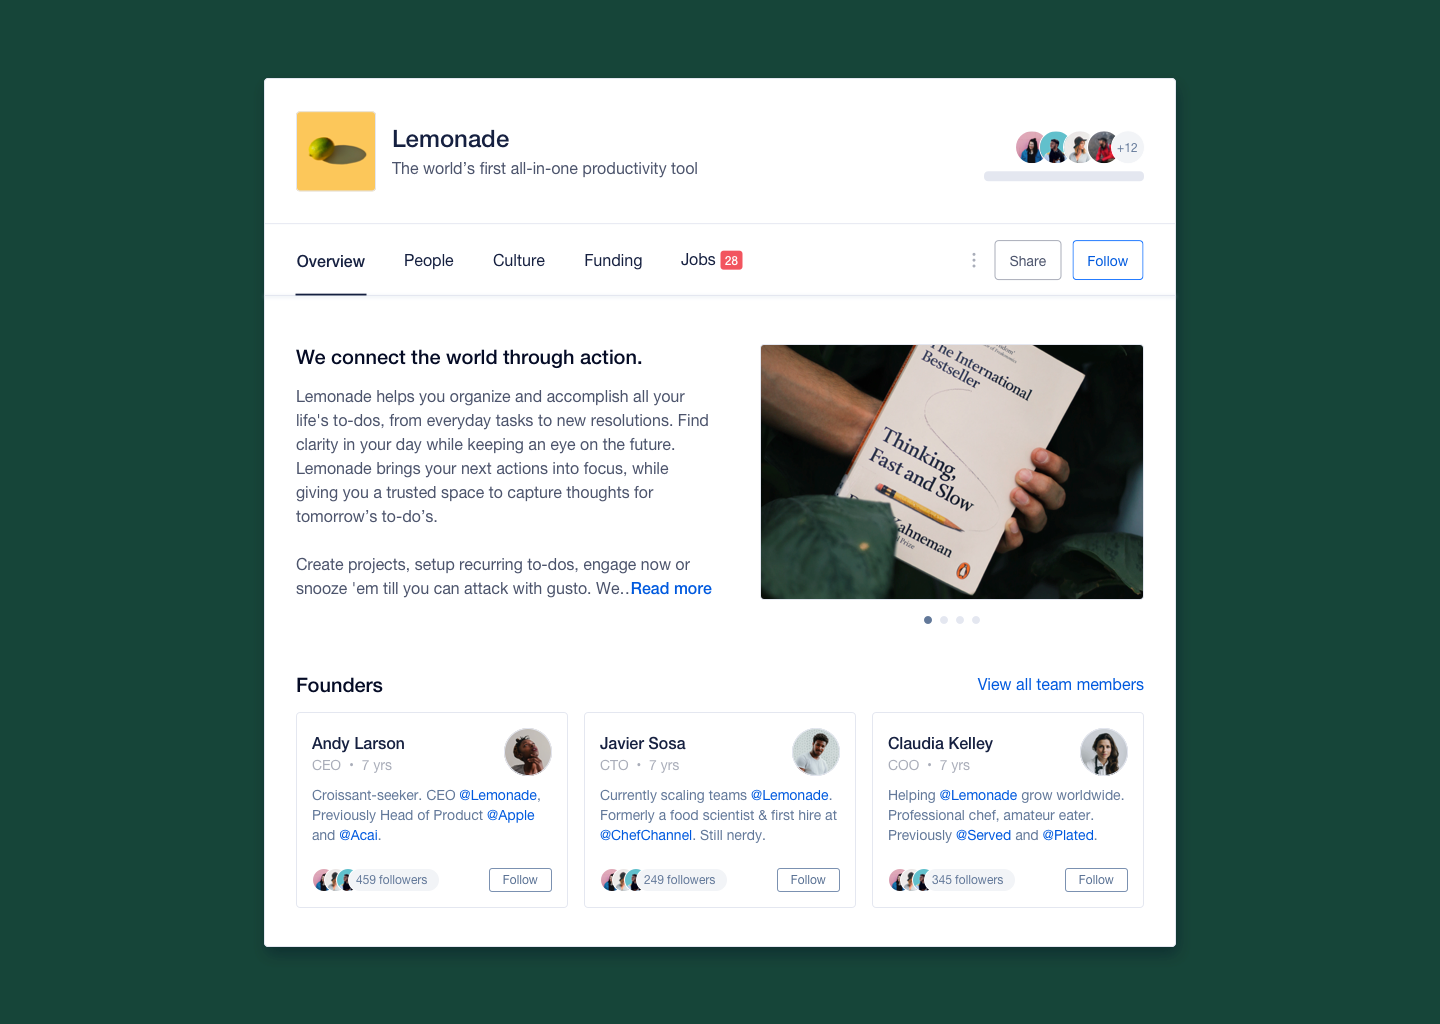 Lemonade
The world’s first all-in-one productivity tool
+12
Overview
People
Culture
Funding
Jobs 28
Share
Follow
We connect the world through action.
Lemonade helps you organize and accomplish all your
life's to-dos, from everyday tasks to new resolutions. Find
clarity in your day while keeping an eye on the future.
Lemonade brings your next actions into focus, while
giving you a trusted space to capture thoughts for
tomorrow’s to-do’s.
Create projects, setup recurring to-dos, engage now or
snooze 'em till you can attack with gusto. We..Read more
The International
Bestseller
Thinking,
Fast and Slow
Kahneman
Prize
Founders
View all team members
Andy Larson
CEO • 7 yrs
Croissant-seeker. CEO @Lemonade,
Previously Head of Product @Apple
and @Acai.
459 followers
Follow
Javier Sosa
CTO • 7 yrs
Currently scaling teams @Lemonade.
Formerly a food scientist & first hire at
@ChefChannel. Still nerdy.
249 followers
Follow
Claudia Kelley
COO • 7 yrs
Helping @Lemonade grow worldwide.
Professional chef, amateur eater.
Previously @Served and @Plated.
345 followers
Follow